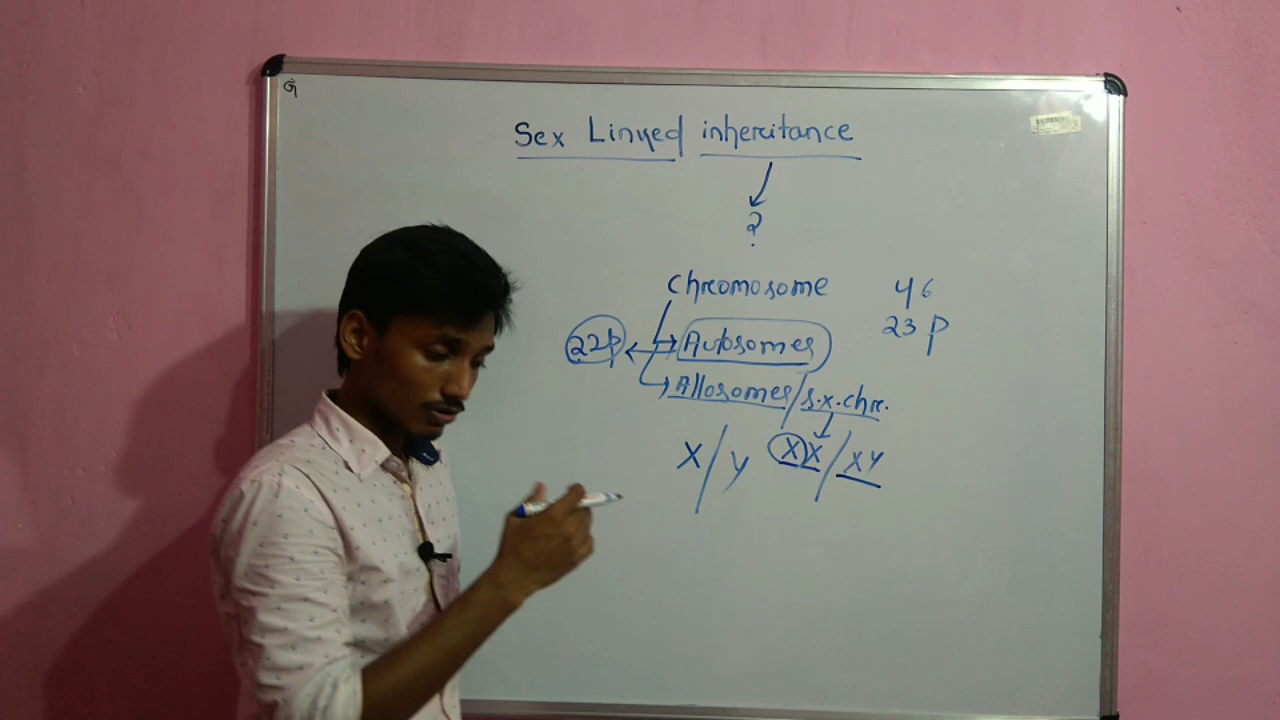 G
Sex Linked inheritance
?
chromosome 46
23 P
22P Autosomes
Allosomes/s.x.chr.
X/y XX/XY